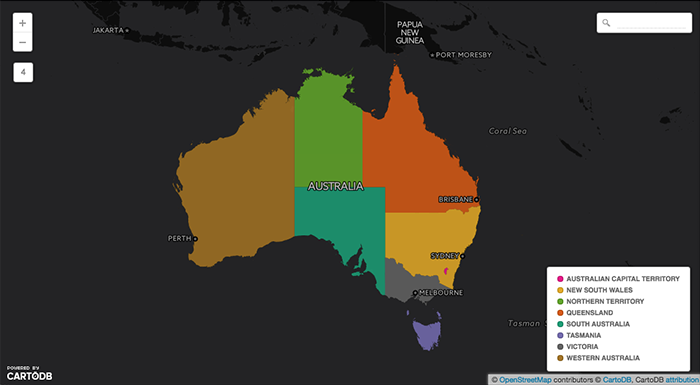 +
−
4
JAKARTA
PAPUA
NEW
GUINEA
PORT MORESBY
Coral Sea
AUSTRALIA
BRISBANE
PERTH
SYDNEY
MELBOURNE
Tasman
AUSTRALIAN CAPITAL TERRITORY
NEW SOUTH WALES
NORTHERN TERRITORY
QUEENSLAND
SOUTH AUSTRALIA
TASMANIA
VICTORIA
WESTERN AUSTRALIA
POWERED BY
CARTODB
© OpenStreetMap contributors © CartoDB, CartoDB attribution